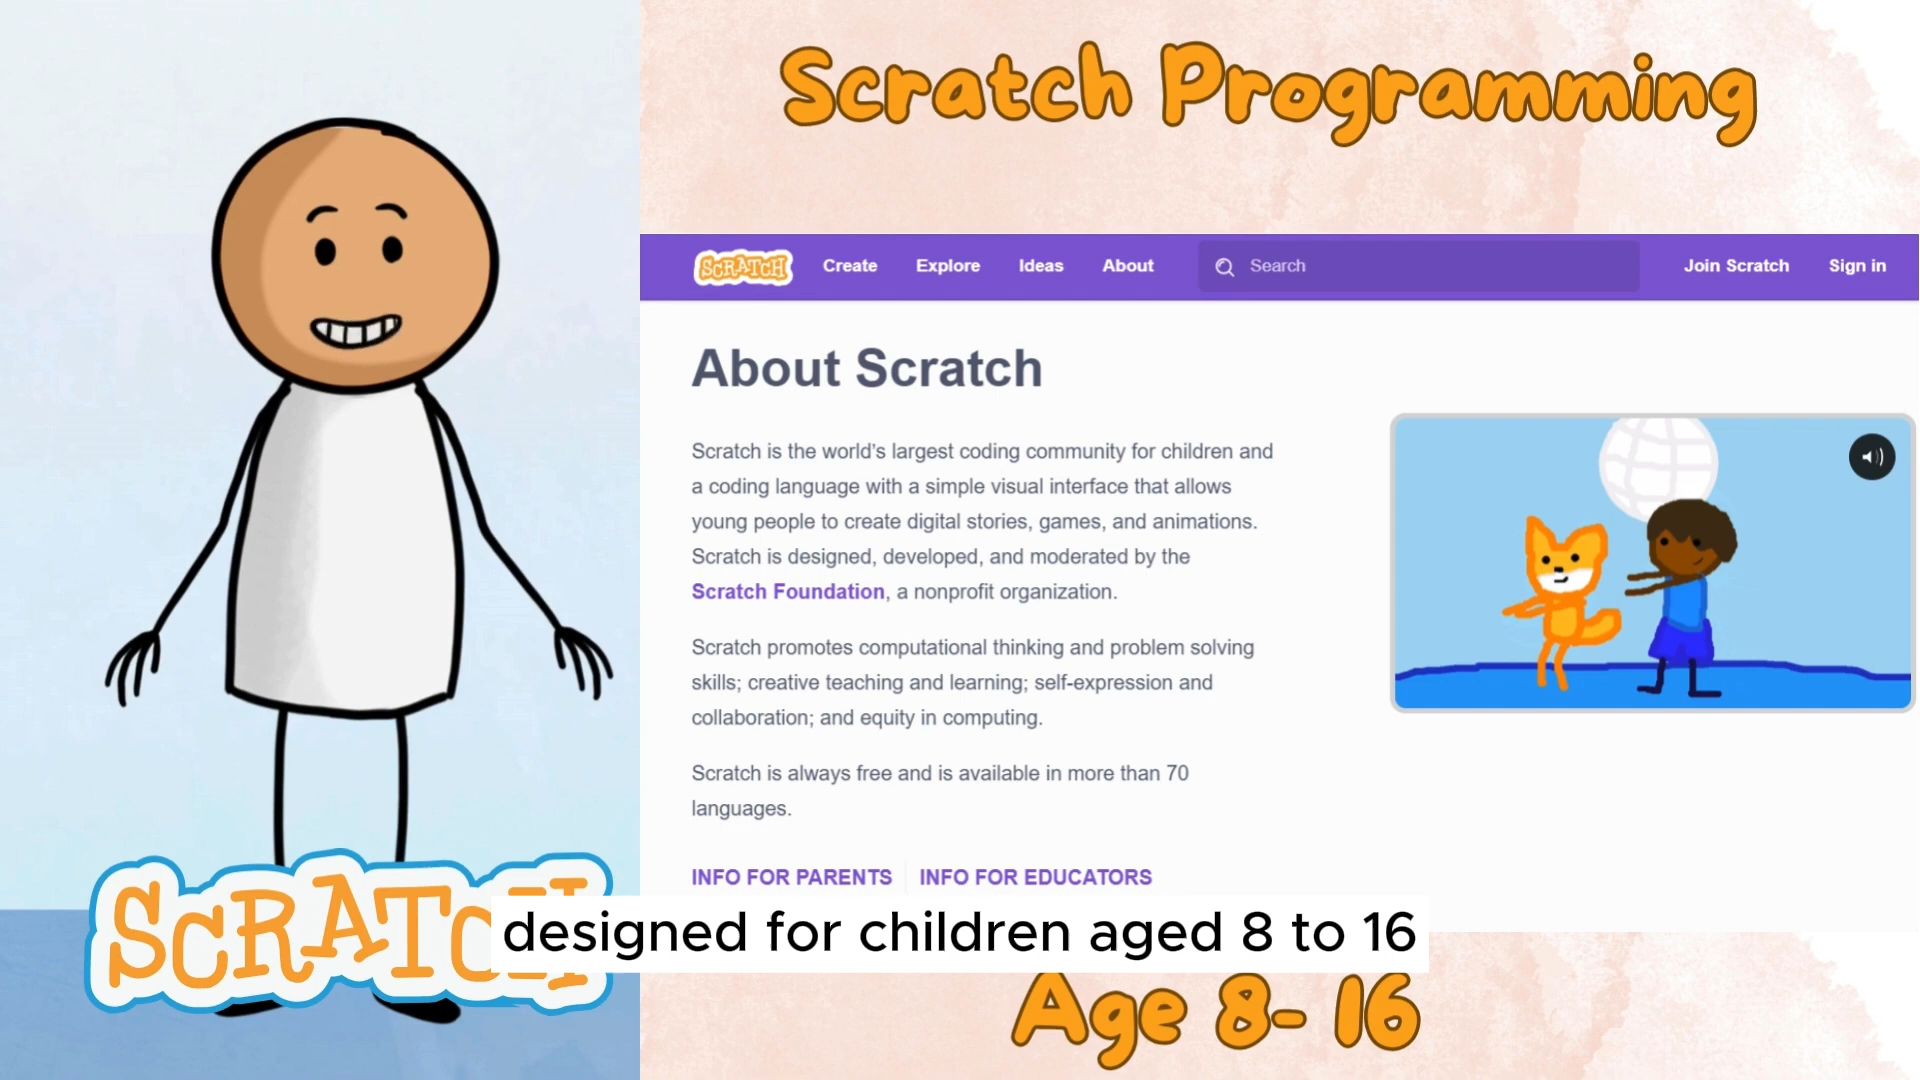 Scratch Programming
SCRATCH
Create
Explore
Ideas
About
Search
Join Scratch
Sign in
About Scratch
Scratch is the world's largest coding community for children and
a coding language with a simple visual interface that allows
young people to create digital stories, games, and animations.
Scratch is designed, developed, and moderated by the
Scratch Foundation, a nonprofit organization.
Scratch promotes computational thinking and problem solving
skills; creative teaching and learning; self-expression and
collaboration; and equity in computing.
Scratch is always free and is available in more than 70
languages.
INFO FOR PARENTS
INFO FOR EDUCATORS
SCRATCH
designed for children aged 8 to 16
Age 8- 16